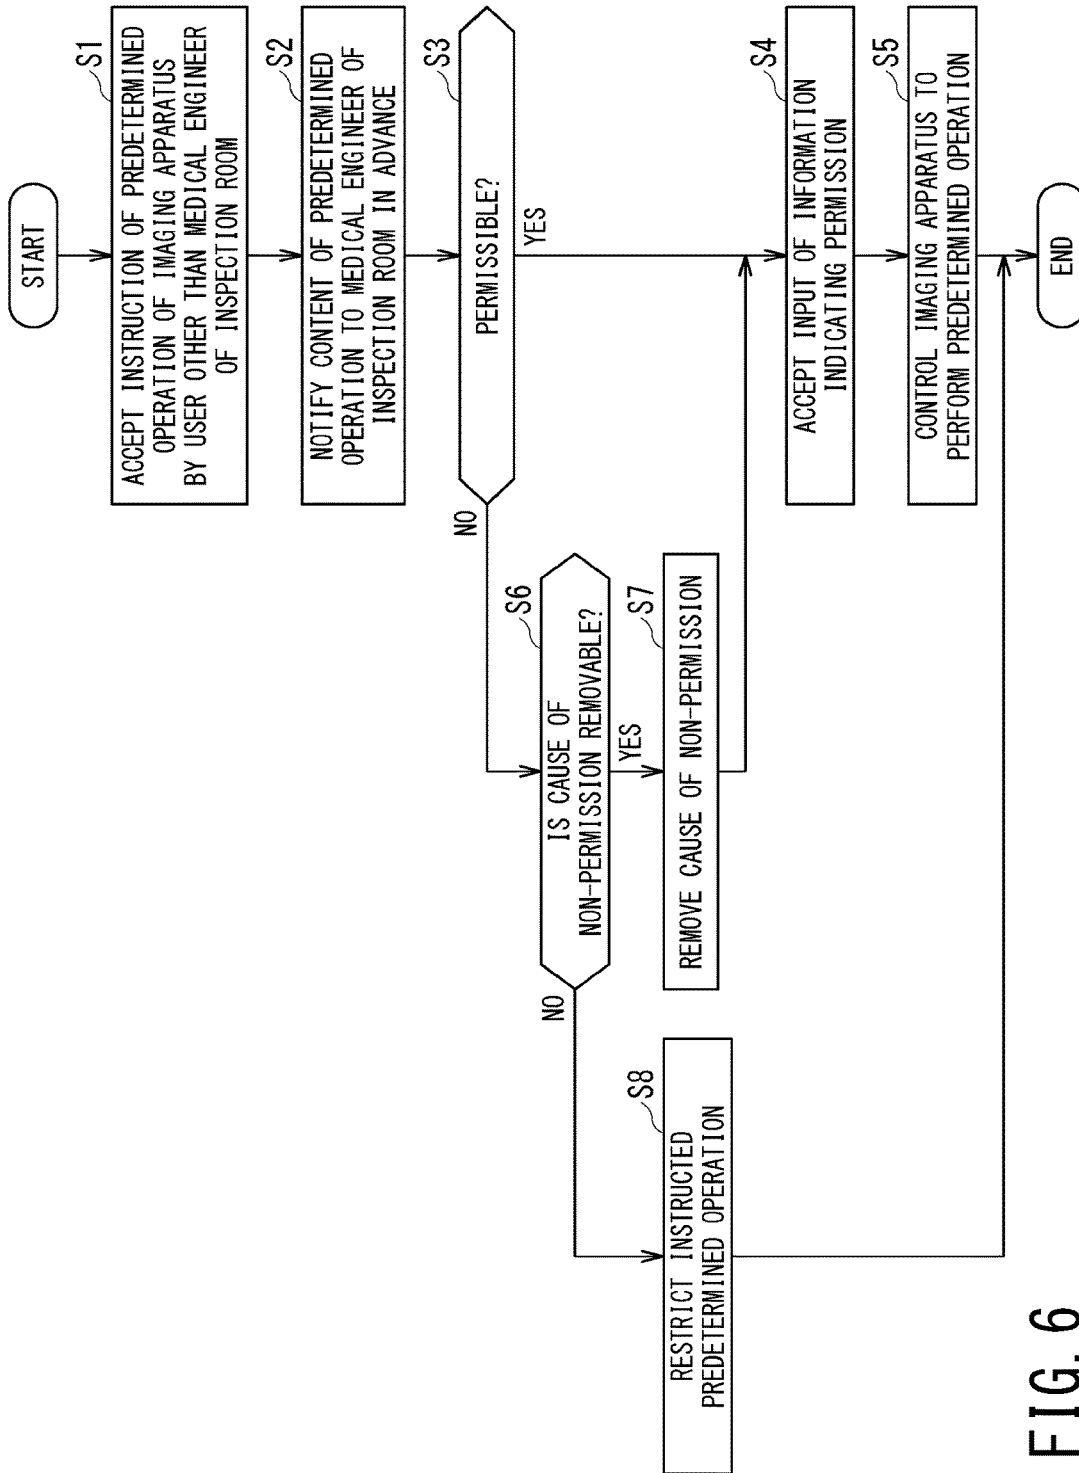 START
S1
ACCEPT INSTRUCTION OF PREDETERMINED
OPERATION OF IMAGING APPARATUS
BY USER OTHER THAN MEDICAL ENGINEER
OF INSPECTION ROOM
S2
NOTIFY CONTENT OF PREDETERMINED
OPERATION TO MEDICAL ENGINEER OF
INSPECTION ROOM IN ADVANCE
S3
PERMISSIBLE?
NO
YES
S6
IS CAUSE OF
NON-PERMISSION REMOVABLE?
NO
YES
S7
REMOVE CAUSE OF NON-PERMISSION
S8
RESTRICT INSTRUCTED
PREDETERMINED OPERATION
S4
ACCEPT INPUT OF INFORMATION
INDICATING PERMISSION
S5
CONTROL IMAGING APPARATUS TO
PERFORM PREDETERMINED OPERATION
END
FIG. 6